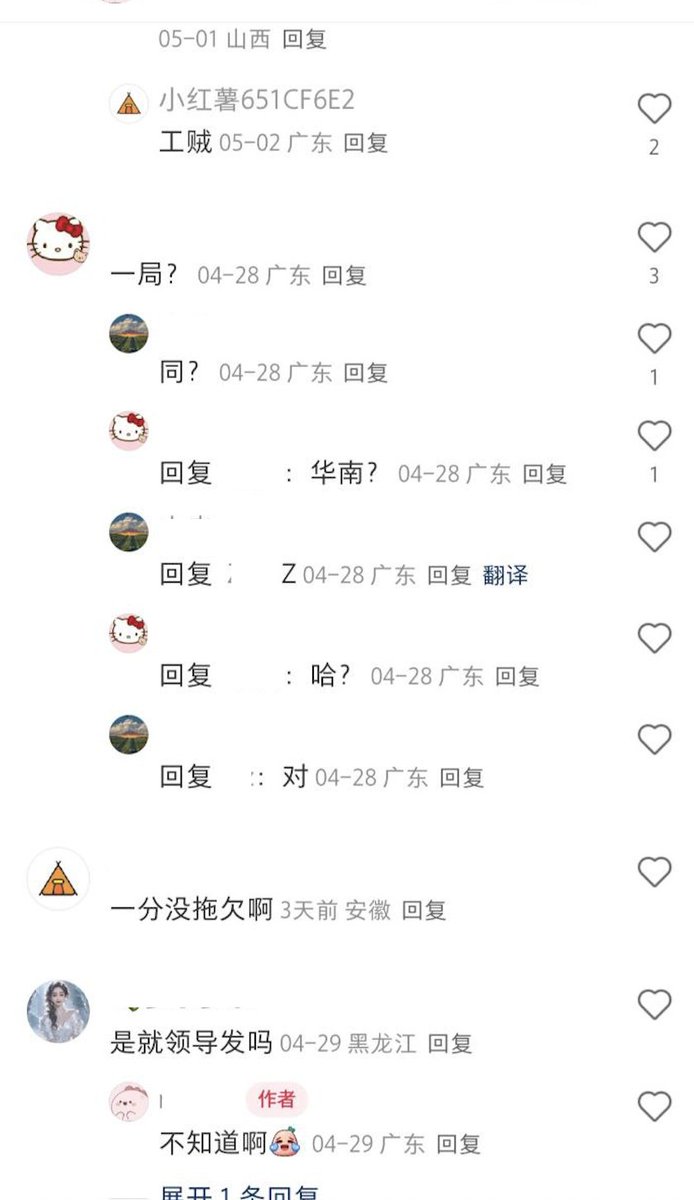 05-01 山西 回复
小红薯651CF6E2
工贼 05-02 广东 回复
2
一局? 04-28 广东 回复
3
同? 04-28 广东 回复
1
回复 : 华南? 04-28 广东 回复
1
回复 Z 04-28 广东 回复 翻译
回复 : 哈? 04-28 广东 回复
回复 : 对 04-28 广东 回复
一分没拖欠啊 3天前 安徽 回复
是就领导发吗 04-29 黑龙江 回复
作者
不知道啊 04-29 广东 回复
展开 1 条回复